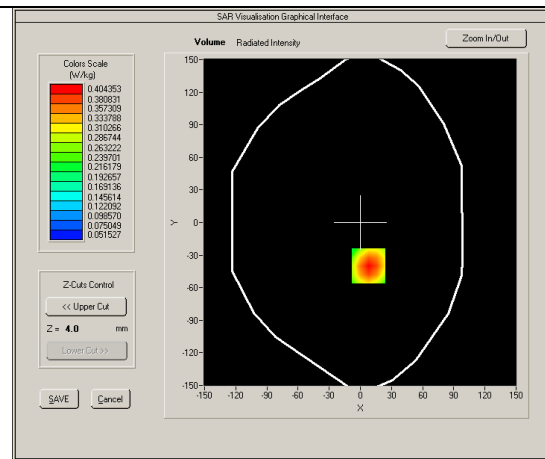 SAR Visualisation Graphical Interface
Volume Radiated Intensity
Zoom In/Out
Colors Scale
(W/kg)
0.404353
0.380831
0.357309
0.333788
0.310266
0.286744
0.263222
0.239701
0.216179
0.192657
0.169136
0.145614
0.122092
0.098570
0.075049
0.051527
Z-Cuts Control
<< Upper Cut
Z = 4.0 mm
Lower Cut >>
SAVE
Cancel
150
120
90
60
30
0
-30
-60
-90
-120
-150
Y
-150 -120 -90 -60 -30 0 30 60 90 120 150
X